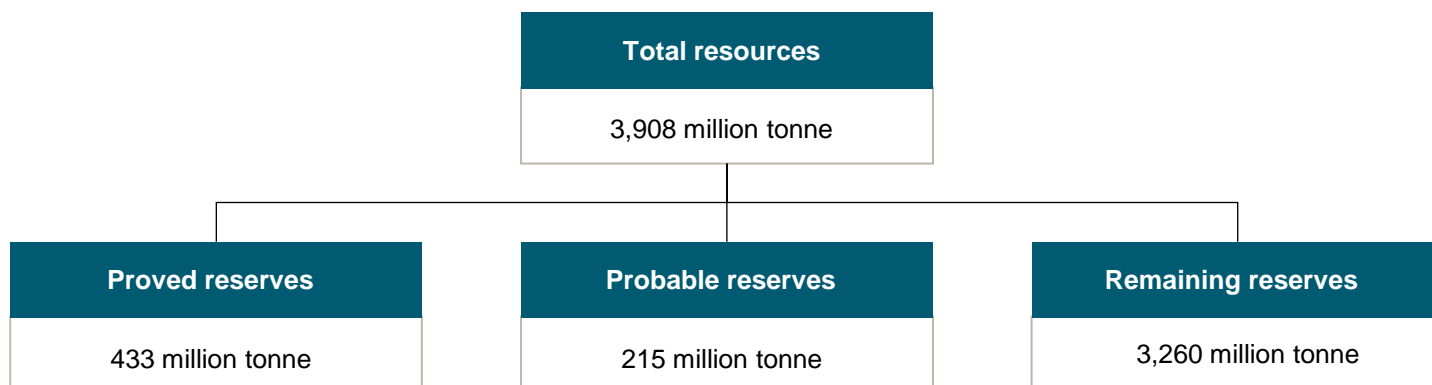 Total resources
3,908 million tonne
Proved reserves
433 million tonne
Probable reserves
215 million tonne
Remaining reserves
3,260 million tonne